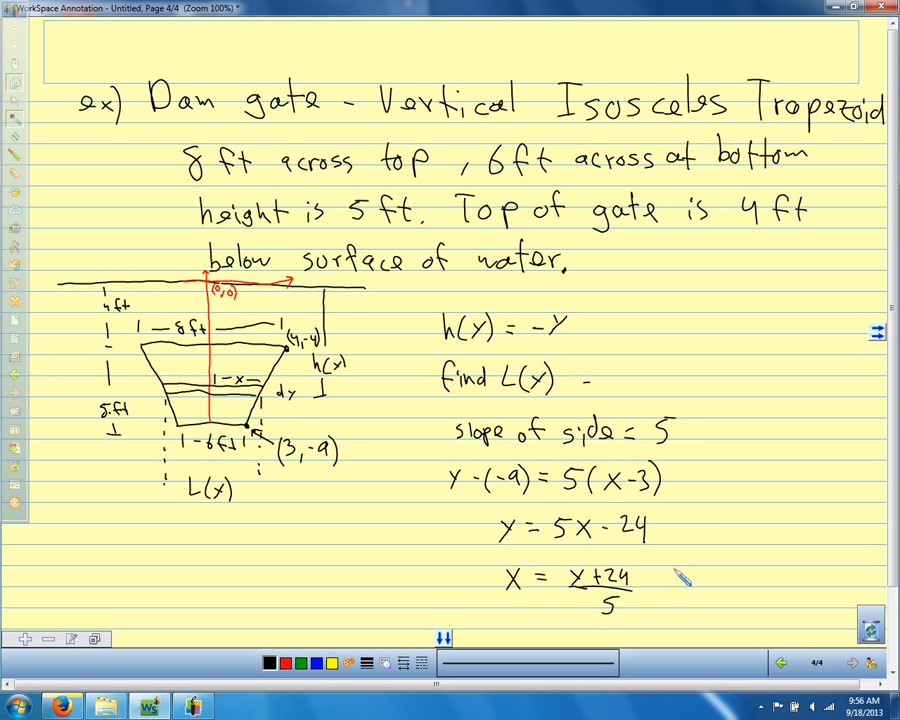 WorkSpace Annotation - Untitled, Page 4/4 (Zoom 100%) *
ex) Dam gate - Vertical Isosceles Trapezoid
8 ft across top, 6ft across at bottom
height is 5 ft. Top of gate is 4 ft
below surface of water.
(0,0)
4 ft
8 ft
(4,-4)
h(y)
x
dy
5 ft
6 ft
(3, -9)
L(y)
h(y) = -y
find L(y) -
slope of side = 5
y -(-9) = 5(x-3)
y = 5x - 24
x = y+24
5
4/4
9:56 AM
9/18/2013